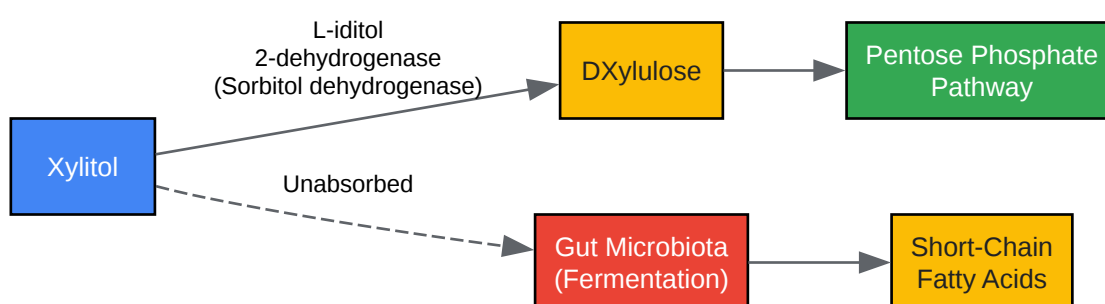 L-iditol
2-dehydrogenase
(Sorbitol dehydrogenase)
DXylulose
Pentose Phosphate
Pathway
Xylitol
Unabsorbed
Gut Microbiota
(Fermentation)
Short-Chain
Fatty Acids